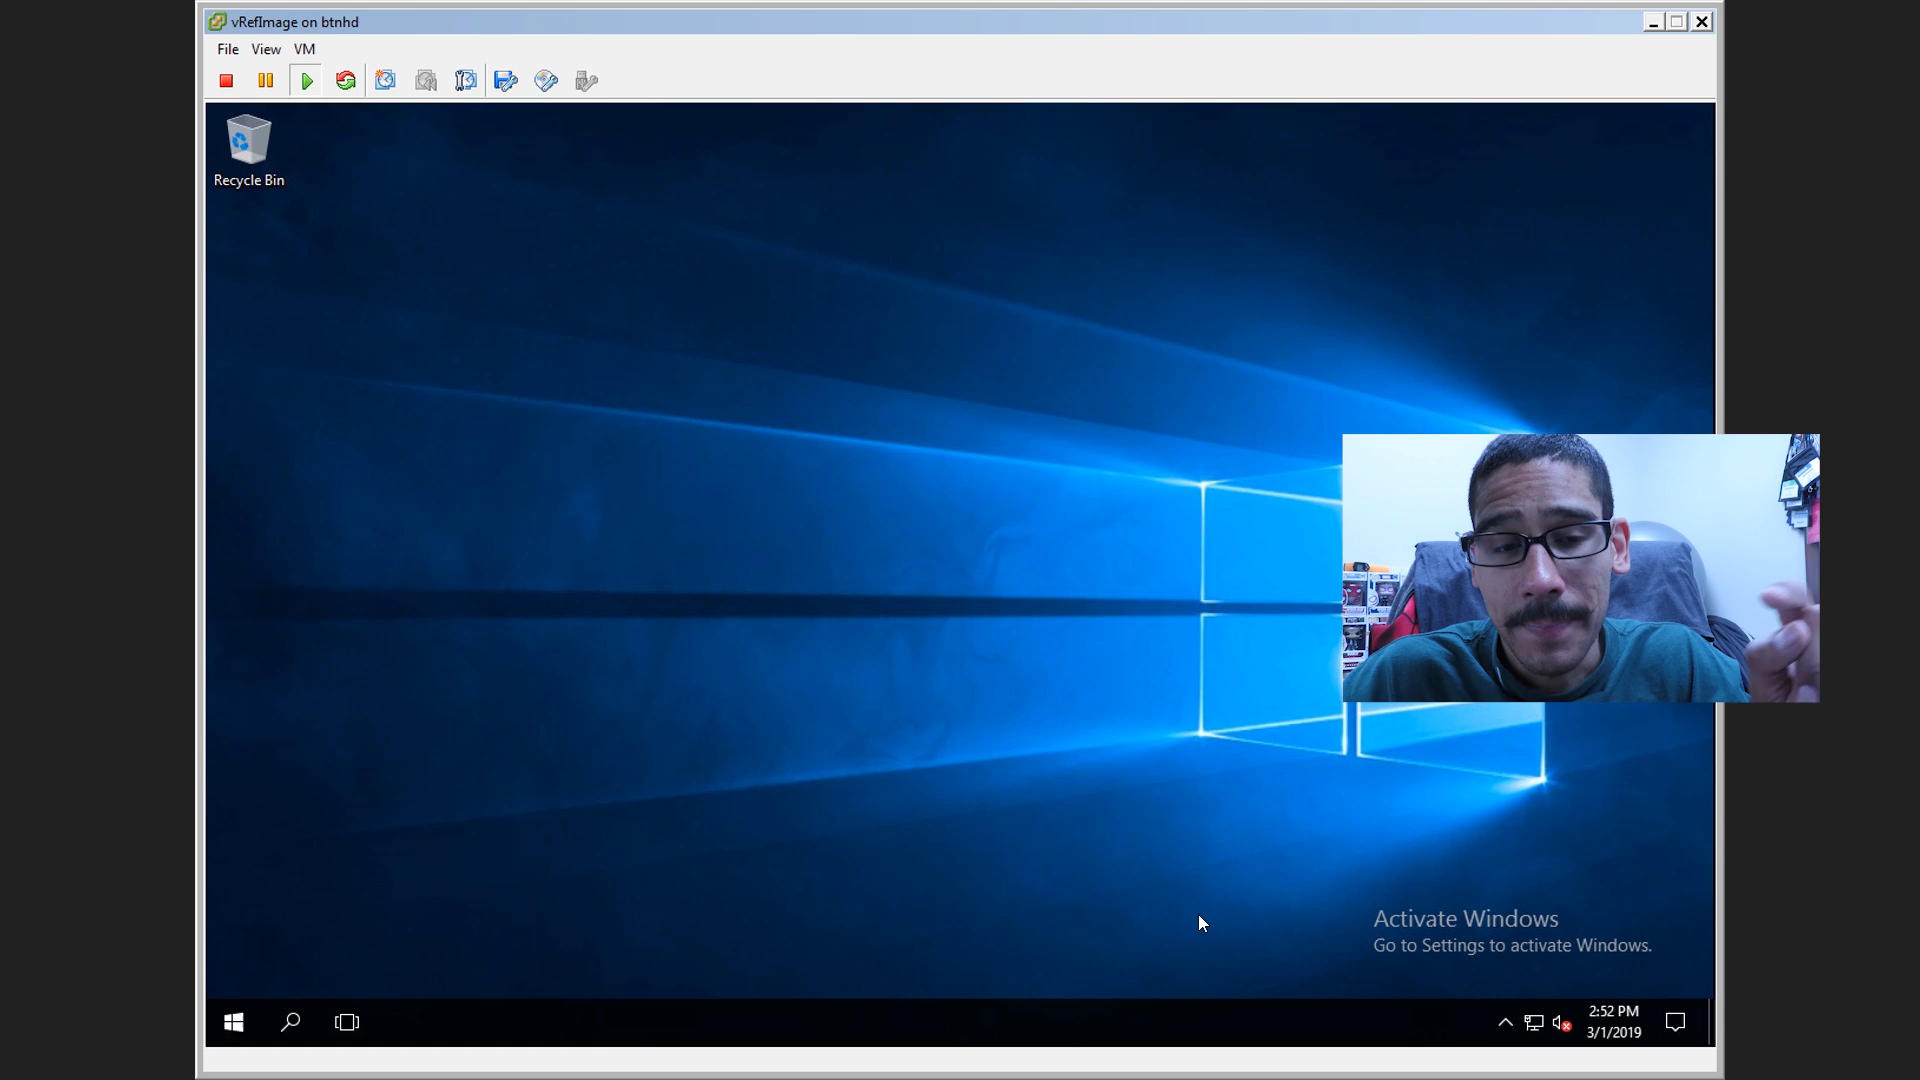 vRefImage on btnhd
File View VM
Recycle Bin
Activate Windows
Go to Settings to activate Windows.
2:52 PM
3/1/2019